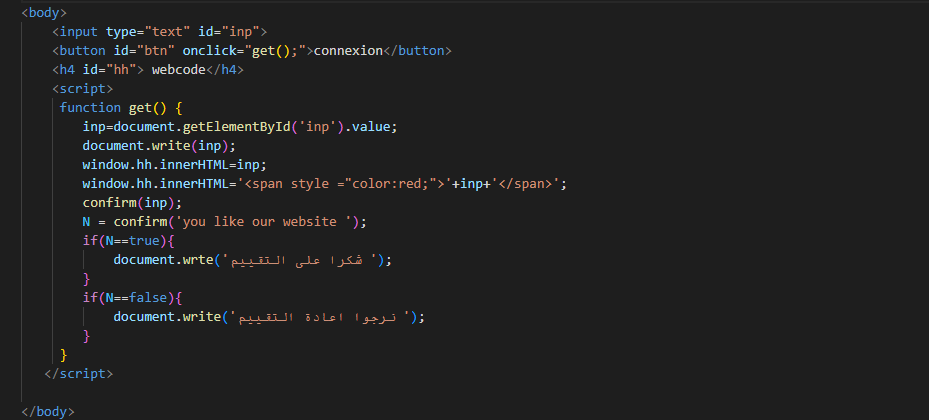 <body>
<input type="text" id="inp">
<button id="btn" onclick="get();">connexion</button>
<h4 id="hh"> webcode</h4>
<script>
function get() {
inp=document.getElementById('inp').value;
document.write(inp);
window.hh.innerHTML=inp;
window.hh.innerHTML='<span style ="color:red;">'+inp+'</span>';
confirm(inp);
N = confirm('you like our website ');
if(N==true){
document.wrte('شكرا على التقييم ');
}
if(N==false){
document.write('نرجوا اعادة التقييم ');
}
}
</script>
</body>